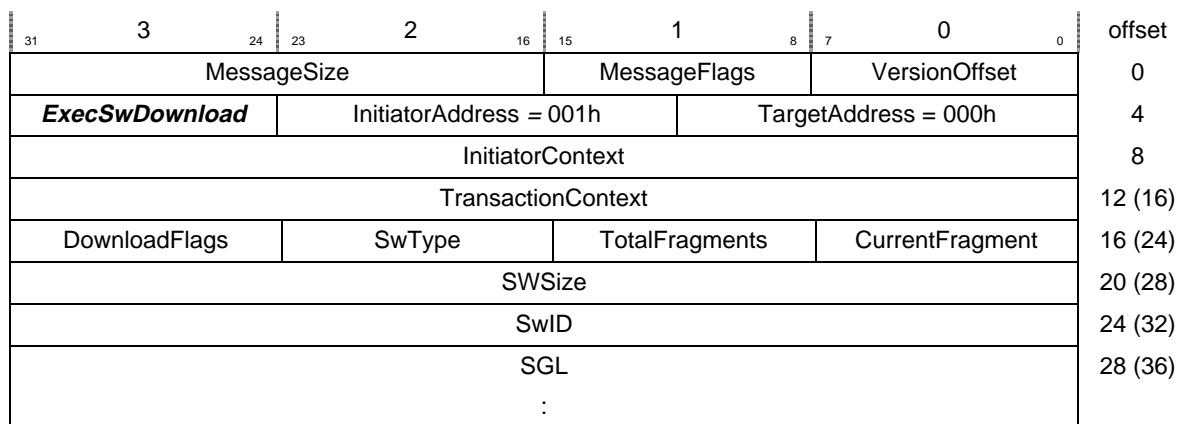 3 2 1 0 offset
31 24 23 16 15 8 7 0
MessageSize MessageFlags VersionOffset 0
ExecSwDownload InitiatorAddress = 001h TargetAddress = 000h 4
InitiatorContext 8
TransactionContext 12 (16)
DownloadFlags SwType TotalFragments CurrentFragment 16 (24)
SWSize 20 (28)
SwID 24 (32)
SGL 28 (36)
: